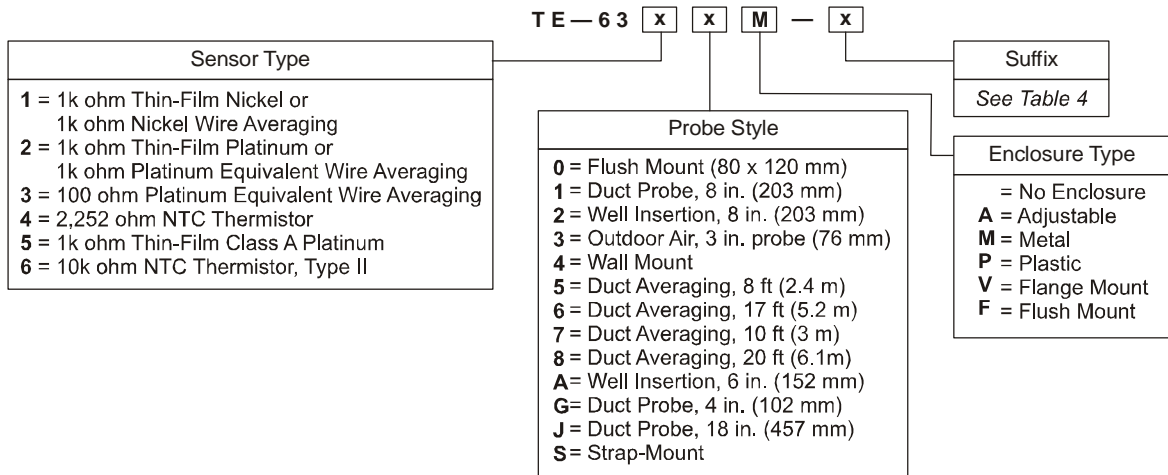 TE—63 x x M — x
Sensor Type
1 = 1k ohm Thin-Film Nickel or
1k ohm Nickel Wire Averaging
2 = 1k ohm Thin-Film Platinum or
1k ohm Platinum Equivalent Wire Averaging
3 = 100 ohm Platinum Equivalent Wire Averaging
4 = 2,252 ohm NTC Thermistor
5 = 1k ohm Thin-Film Class A Platinum
6 = 10k ohm NTC Thermistor, Type II
Probe Style
0 = Flush Mount (80 x 120 mm)
1 = Duct Probe, 8 in. (203 mm)
2 = Well Insertion, 8 in. (203 mm)
3 = Outdoor Air, 3 in. probe (76 mm)
4 = Wall Mount
5 = Duct Averaging, 8 ft (2.4 m)
6 = Duct Averaging, 17 ft (5.2 m)
7 = Duct Averaging, 10 ft (3 m)
8 = Duct Averaging, 20 ft (6.1m)
A= Well Insertion, 6 in. (152 mm)
G= Duct Probe, 4 in. (102 mm)
J= Duct Probe, 18 in. (457 mm)
S= Strap-Mount
Suffix
See Table 4
Enclosure Type
= No Enclosure
A = Adjustable
M = Metal
P = Plastic
V = Flange Mount
F = Flush Mount